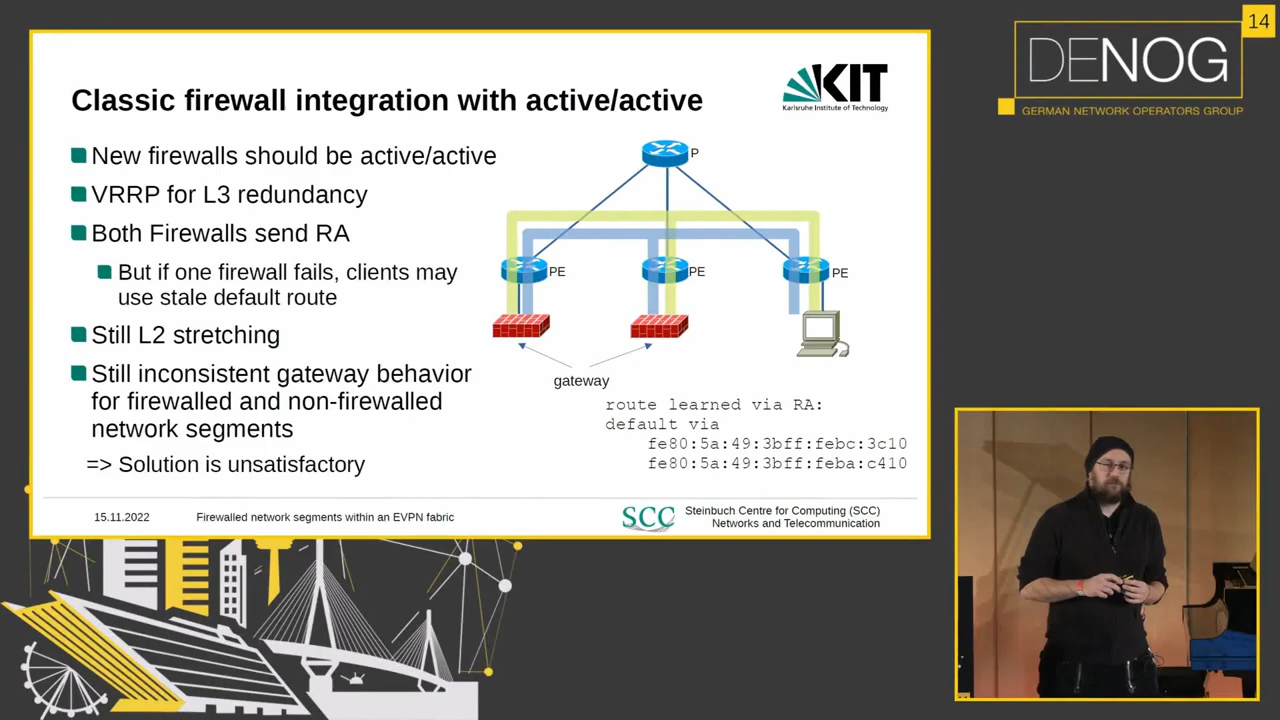 14
DENOG
GERMAN NETWORK OPERATORS GROUP
Classic firewall integration with active/active
KIT
Karlsruhe Institute of Technology
New firewalls should be active/active
VRRP for L3 redundancy
Both Firewalls send RA
But if one firewall fails, clients may
use stale default route
Still L2 stretching
Still inconsistent gateway behavior
for firewalled and non-firewalled
network segments
=> Solution is unsatisfactory
P
PE
PE
PE
gateway
route learned via RA:
default via
fe80:5a:49:3bff:febc:3c10
fe80:5a:49:3bff:feba:c410
15.11.2022
Firewalled network segments within an EVPN fabric
SCC
Steinbuch Centre for Computing (SCC)
Networks and Telecommunication